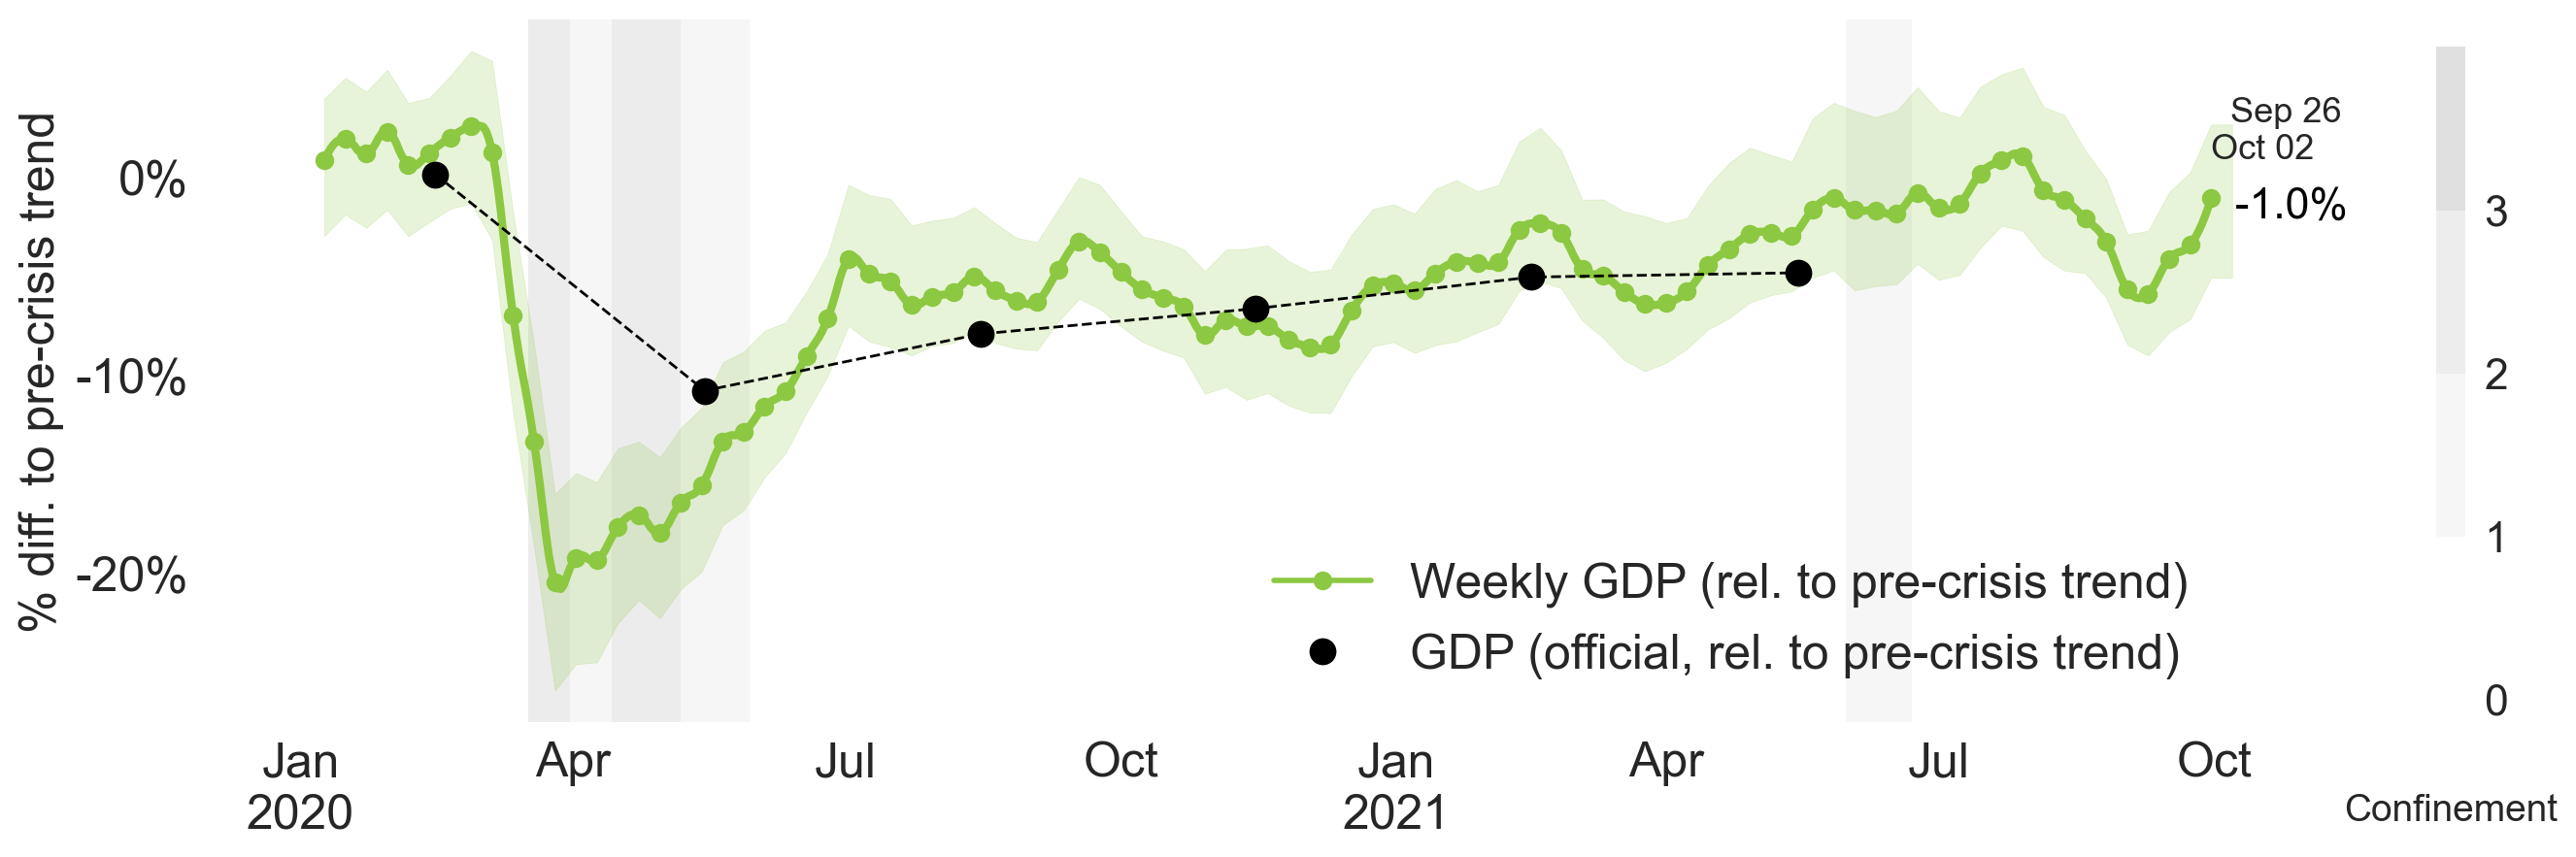 % diff. to pre-crisis trend
0%
-10%
-20%
Sep 26
Oct 02
-1.0%
Weekly GDP (rel. to pre-crisis trend)
GDP (official, rel. to pre-crisis trend)
3
2
1
0
Jan
2020
Apr
Jul
Oct
Jan
2021
Apr
Jul
Oct
Confinement